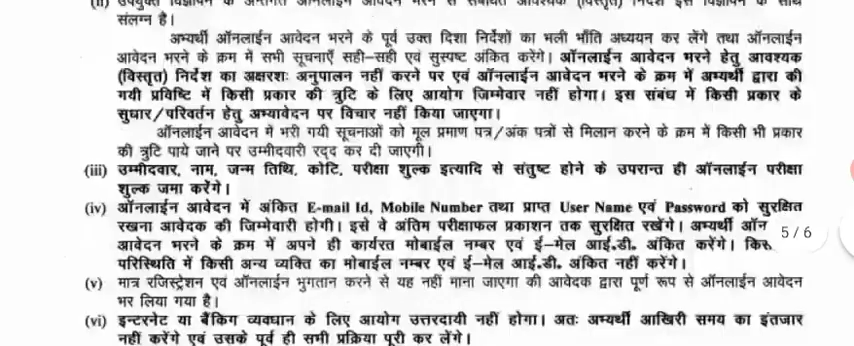 (ii) उपर्युक्त विज्ञापन के अन्तर्गत ऑनलाईन आवेदन भरने से संबंधित आवश्यक (विस्तृत) निर्देश इस विज्ञापन के साथ
संलग्न है।
अभ्यर्थी ऑनलाईन आवेदन भरने के पूर्व उक्त दिशा निर्देशों का भली भाँति अध्ययन कर लेंगे तथा ऑनलाईन
आवेदन भरने के क्रम में सभी सूचनाएँ सही-सही एवं सुस्पष्ट अंकित करेंगे। ऑनलाईन आवेदन भरने हेतु आवश्यक
(विस्तृत) निर्देश का अक्षरशः अनुपालन नहीं करने पर एवं ऑनलाईन आवेदन भरने के क्रम में अभ्यर्थी द्वारा की
गयी प्रविष्टि में किसी प्रकार की त्रुटि के लिए आयोग जिम्मेवार नहीं होगा। इस संबंध में किसी प्रकार के
सुधार/परिवर्तन हेतु अभ्यावेदन पर विचार नहीं किया जाएगा।
ऑनलाईन आवेदन में भरी गयी सूचनाओं को मूल प्रमाण पत्र/अंक पत्रों से मिलान करने के क्रम में किसी भी प्रकार
की त्रुटि पाये जाने पर उम्मीदवारी रद्द कर दी जाएगी।
(iii) उम्मीदवार, नाम, जन्म तिथि, कोटि, परीक्षा शुल्क इत्यादि से संतुष्ट होने के उपरान्त ही ऑनलाईन परीक्षा
शुल्क जमा करेंगे।
(iv) ऑनलाईन आवेदन में अंकित E-mail Id, Mobile Number तथा प्राप्त User Name एवं Password को सुरक्षित
रखना आवेदक की जिम्मेवारी होगी। इसे वे अंतिम परीक्षाफल प्रकाशन तक सुरक्षित रखेंगे। अभ्यर्थी ऑन 5 / 6
आवेदन भरने के क्रम में अपने ही कार्यरत मोबाईल नम्बर एवं ई-मेल आई.डी. अंकित करेंगे।
परिस्थिति में किसी अन्य व्यक्ति का मोबाईल नम्बर एवं ई-मेल आई.डी. अंकित नहीं करेंगे।
(v) मात्र रजिस्ट्रेशन एवं ऑनलाईन भुगतान करने से यह नहीं माना जाएगा की आवेदक द्वारा पूर्ण रूप से ऑनलाईन आवेदन
भर लिया गया है।
(vi) इन्टरनेट या बैंकिग व्यवधान के लिए आयोग उत्तरदायी नहीं होगा। अतः अभ्यर्थी आखिरी समय का इंतजार
नहीं करेंगे एवं उसके पूर्व ही सभी प्रक्रिया पूरी कर लेंगे।